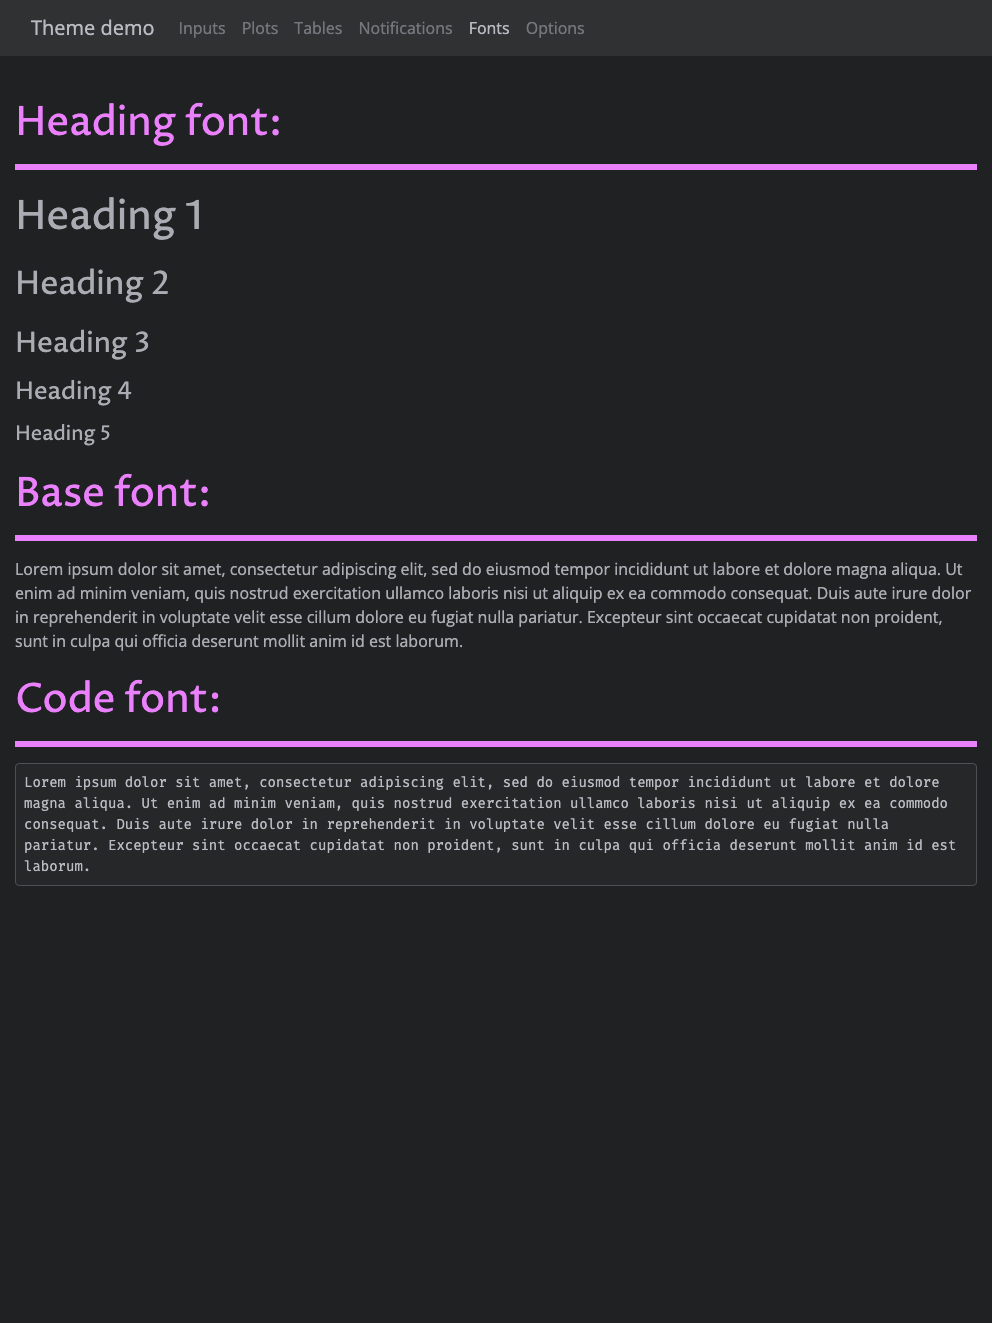 Theme demo Inputs Plots Tables Notifications Fonts Options
Heading font:
Heading 1
Heading 2
Heading 3
Heading 4
Heading 5
Base font:
Lorem ipsum dolor sit amet, consectetur adipiscing elit, sed do eiusmod tempor incididunt ut labore et dolore magna aliqua. Ut
enim ad minim veniam, quis nostrud exercitation ullamco laboris nisi ut aliquip ex ea commodo consequat. Duis aute irure dolor
in reprehenderit in voluptate velit esse cillum dolore eu fugiat nulla pariatur. Excepteur sint occaecat cupidatat non proident,
sunt in culpa qui officia deserunt mollit anim id est laborum.
Code font:
Lorem ipsum dolor sit amet, consectetur adipiscing elit, sed do eiusmod tempor incididunt ut labore et dolore
magna aliqua. Ut enim ad minim veniam, quis nostrud exercitation ullamco laboris nisi ut aliquip ex ea commodo
consequat. Duis aute irure dolor in reprehenderit in voluptate velit esse cillum dolore eu fugiat nulla
pariatur. Excepteur sint occaecat cupidatat non proident, sunt in culpa qui officia deserunt mollit anim id est
laborum.